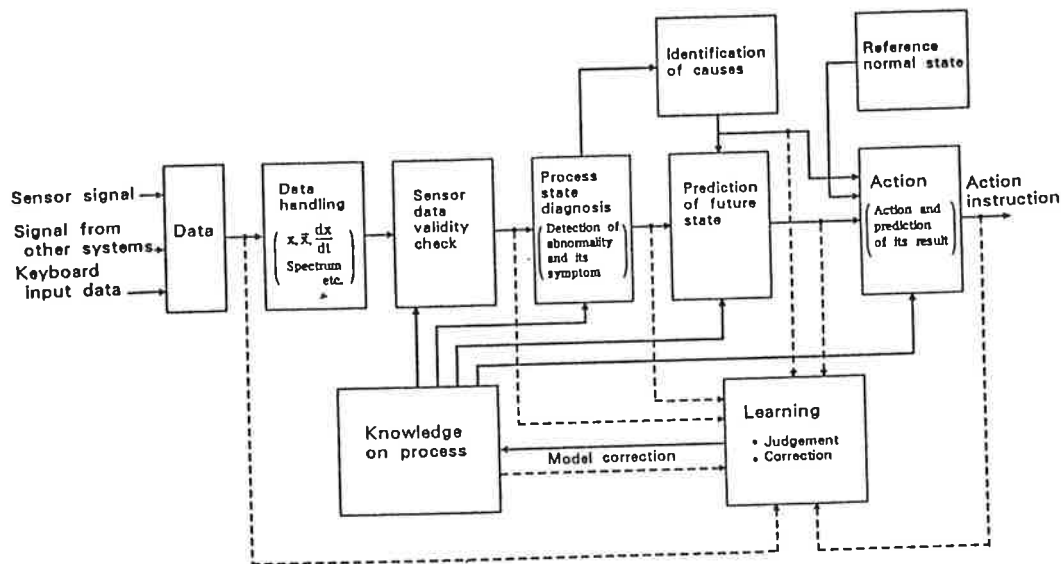 Identification
of causes
Reference
normal state
Sensor signal
Signal from
other systems
Keyboard
input data
Data
Data
handling
x, x̄, dx/dt
Spectrum
etc.
Sensor
data
validity
check
Process
state
diagnosis
Detection of
abnormality
and its
symptom
Prediction
of future
state
Action
Action and
prediction
of its
result
Action
instruction
Knowledge
on process
Model correction
Learning
• Judgement
• Correction